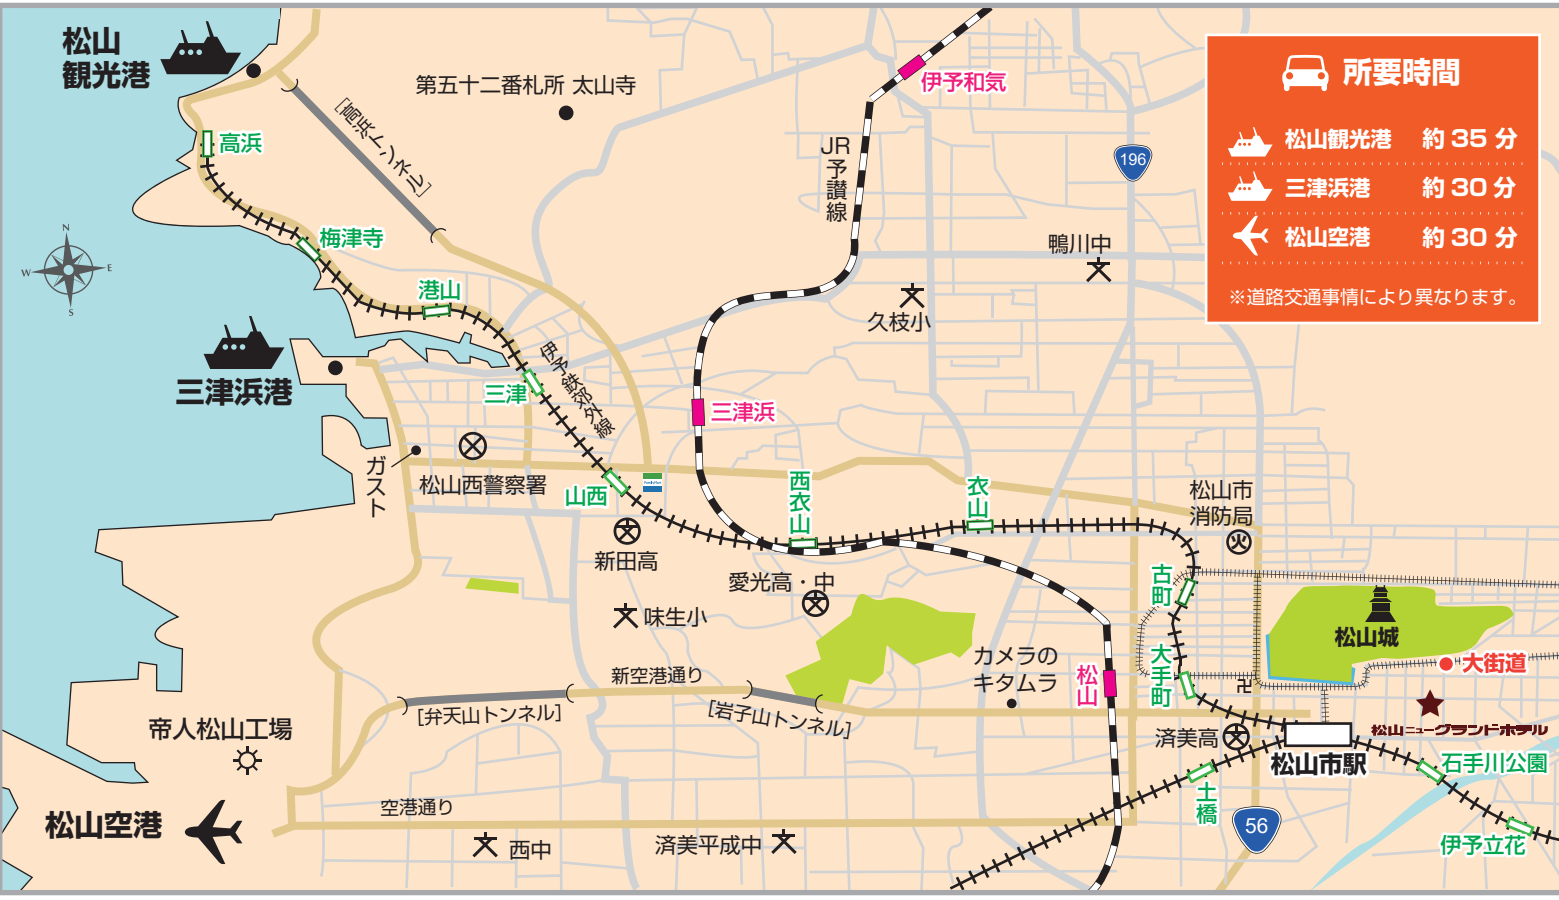 松山
観光港
第五十二番札所 太山寺
伊予和気
[高浜トンネル]
高浜
JR予讃線
196
所要時間
松山観光港 約35分
三津浜港 約30分
松山空港 約30分
※道路交通事情により異なります。
梅津寺
鴨川中
N
W
E
S
港山
久枝小
三津浜港
三津
伊予鉄郊外線
三津浜
ガスト
松山西警察署
山西
FamilyMart
西衣山
衣山
松山市
消防局
火
新田高
愛光高・中
味生小
古町
松山城
大街道
大手町
カメラの
キタムラ
松山
新空港通り
[弁天山トンネル]
[岩子山トンネル]
帝人松山工場
松山ニューグランドホテル
済美高
松山市駅
石手川公園
土橋
松山空港
空港通り
西中
済美平成中
56
伊予立花